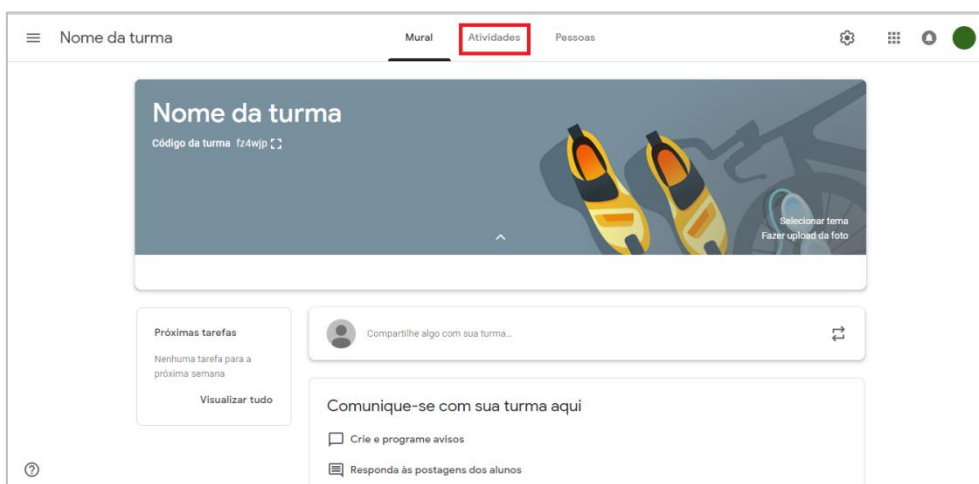 Nome da turma
Mural
Atividades
Pessoas
Nome da turma
Código da turma fz4wjp
Selecionar tema
Fazer upload da foto
Próximas tarefas
Nenhuma tarefa para a
próxima semana
Visualizar tudo
Compartilhe algo com sua turma...
Comunique-se com sua turma aqui
Crie e programe avisos
Responda às postagens dos alunos